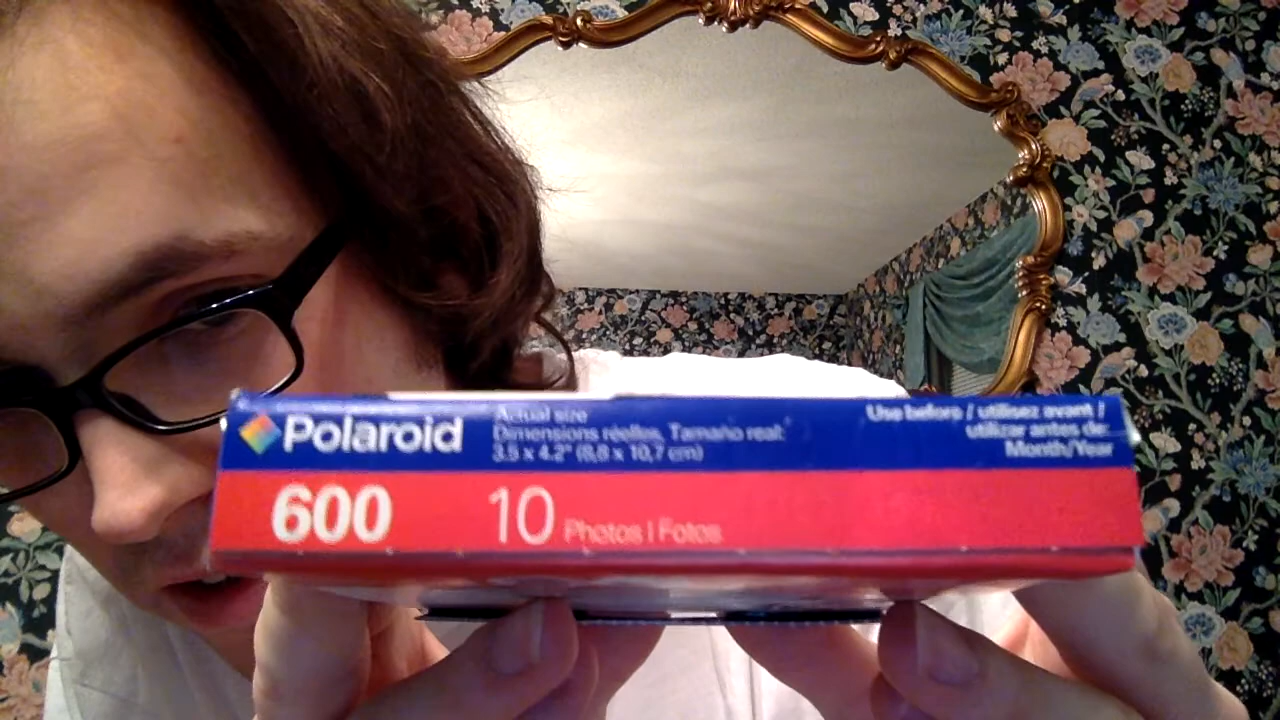 Polaroid
Actual size
Dimensions réelles, Tamaño real:
3.5 x 4.2" (8,8 x 10,7 cm)
Use before / utilisez avant /
utilizar antes de:
Month/Year
600
10 Photos | Fotos